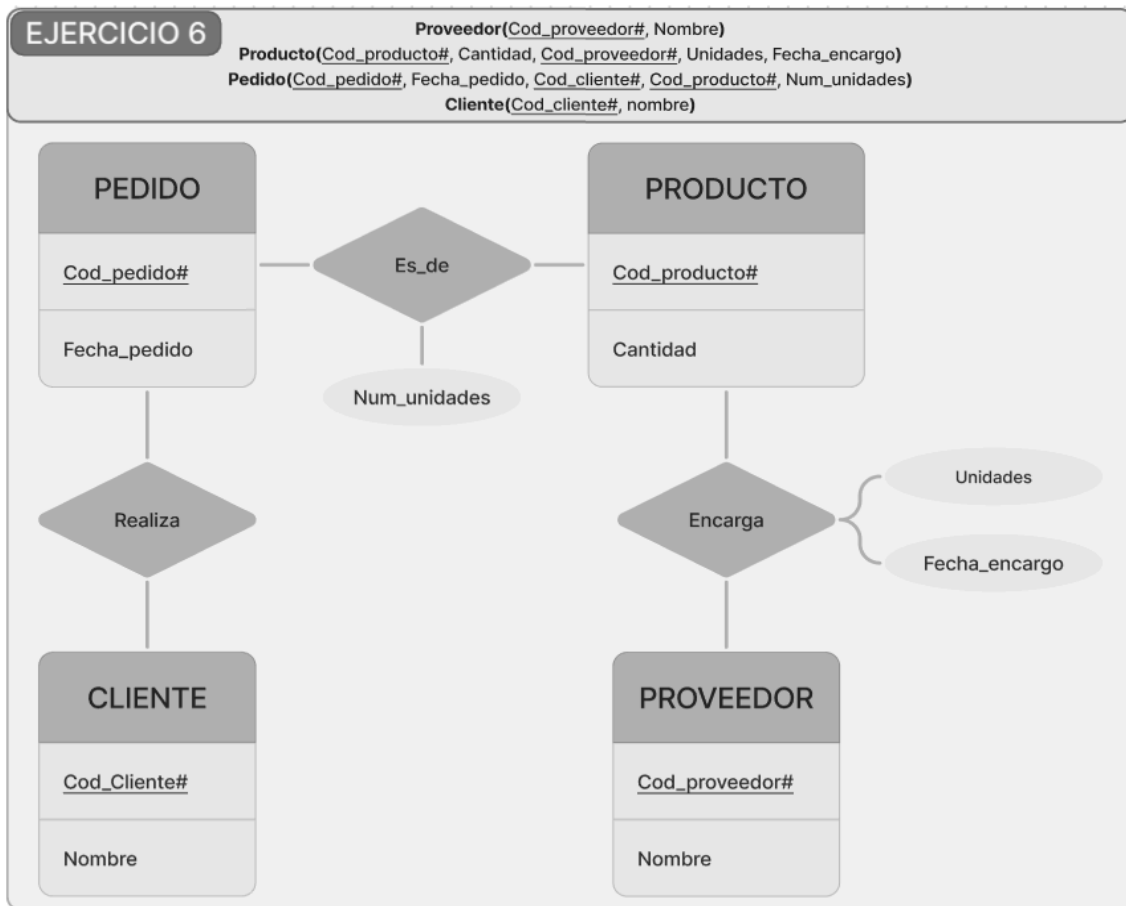 EJERCICIO 6
Proveedor(Cod_proveedor#, Nombre)
Producto(Cod_producto#, Cantidad, Cod_proveedor#, Unidades, Fecha_encargo)
Pedido(Cod_pedido#, Fecha_pedido, Cod_cliente#, Cod_producto#, Num_unidades)
Cliente(Cod_cliente#, nombre)
PEDIDO
Cod_pedido#
Fecha_pedido
Es_de
Num_unidades
PRODUCTO
Cod_producto#
Cantidad
Realiza
Encarga
Unidades
Fecha_encargo
CLIENTE
Cod_Cliente#
Nombre
PROVEEDOR
Cod_proveedor#
Nombre